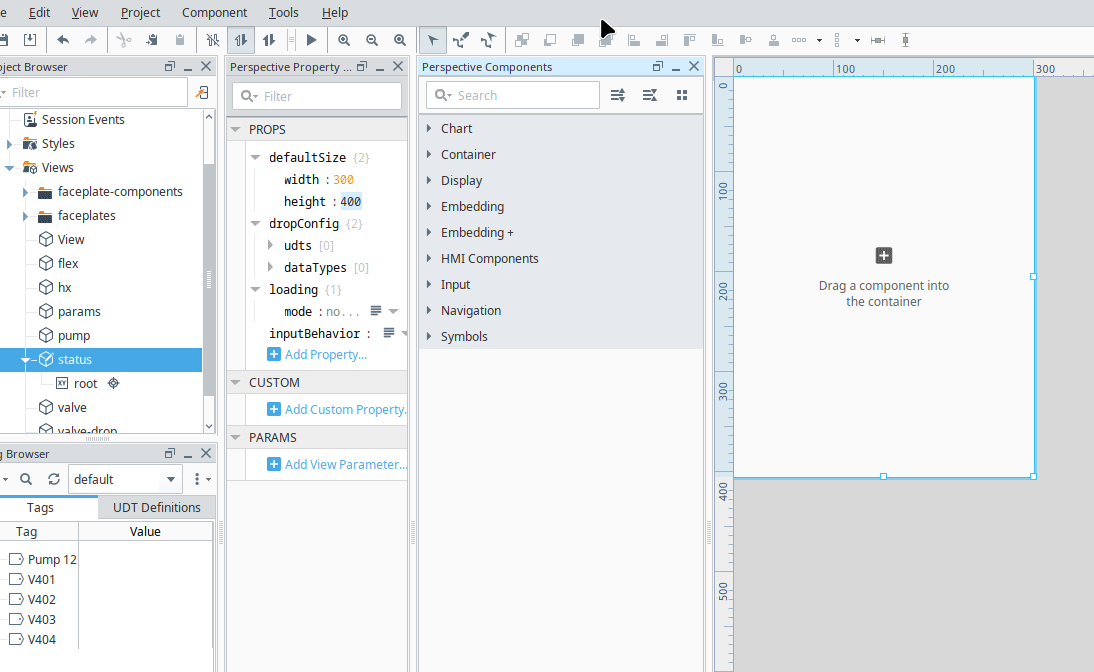 e Edit View Project Component Tools Help
ject Browser
Filter
Session Events
Styles
Views
faceplate-components
faceplates
View
flex
hx
params
pump
status
root
valve
valve-drop
g Browser
default
Tags UDT Definitions
Tag Value
Pump 12
V401
V402
V403
V404
Perspective Property ...
Filter
PROPS
defaultSize {2}
width : 300
height : 400
dropConfig {2}
udts [0]
dataTypes [0]
loading {1}
mode : no...
inputBehavior :
Add Property...
CUSTOM
Add Custom Property.
PARAMS
Add View Parameter...
Perspective Components
Search
Chart
Container
Display
Embedding
Embedding +
HMI Components
Input
Navigation
Symbols
0 100 200 300
0
100
200
300
400
500
Drag a component into
the container